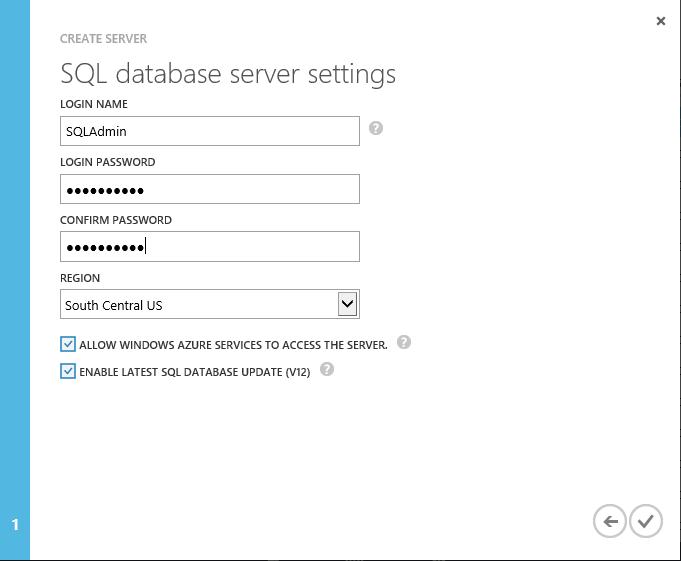 CREATE SERVER
SQL database server settings
LOGIN NAME
SQLAdmin
?
LOGIN PASSWORD
●●●●●●●●●●
CONFIRM PASSWORD
●●●●●●●●●●
REGION
South Central US
ALLOW WINDOWS AZURE SERVICES TO ACCESS THE SERVER. ?
ENABLE LATEST SQL DATABASE UPDATE (V12) ?
1